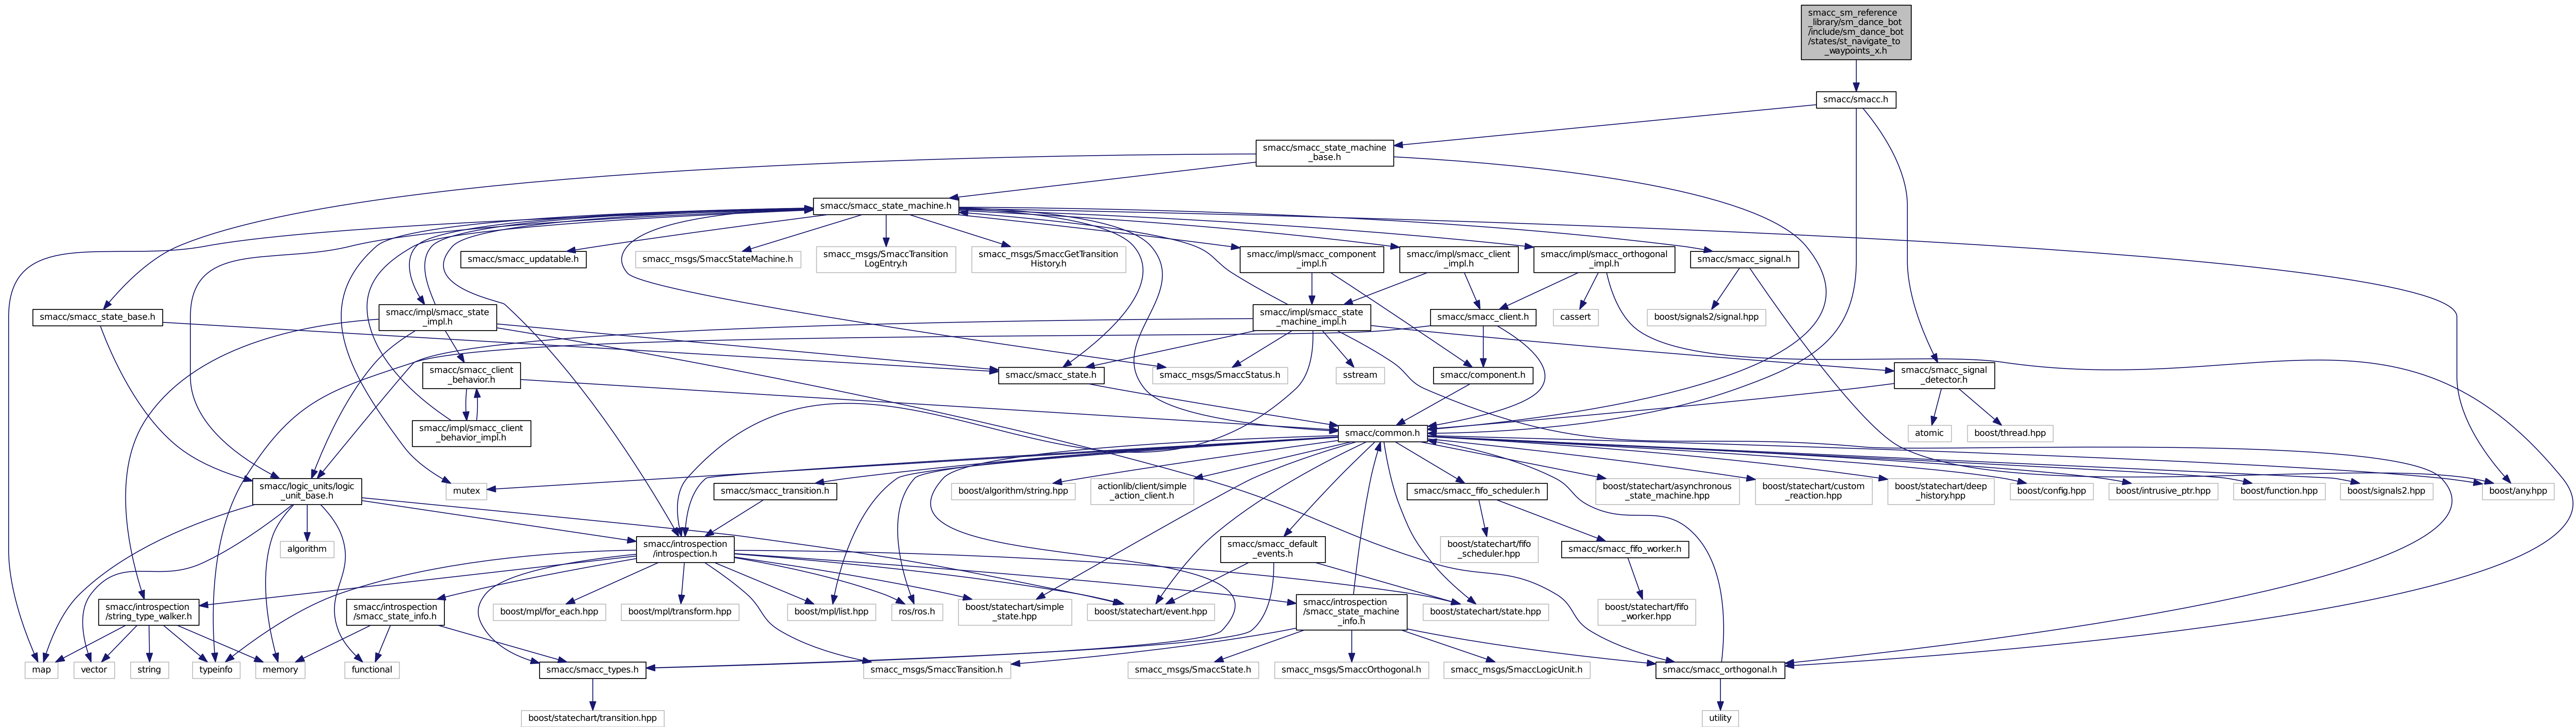 smacc_sm_reference
_library/sm_dance_bot
/include/sm_dance_bot
/states/st_navigate_to
_waypoints_x.h
smacc/smacc.h
smacc/smacc_state_machine
_base.h
smacc/smacc_state_machine.h
smacc/smacc_updatable.h
smacc_msgs/SmaccStateMachine.h
smacc_msgs/SmaccTransition
LogEntry.h
smacc_msgs/SmaccGetTransition
History.h
smacc/impl/smacc_component
_impl.h
smacc/impl/smacc_client
_impl.h
smacc/impl/smacc_orthogonal
_impl.h
smacc/smacc_signal.h
smacc/smacc_state_base.h
smacc/impl/smacc_state
_impl.h
smacc/impl/smacc_state
_machine_impl.h
smacc/smacc_client.h
cassert
boost/signals2/signal.hpp
smacc/smacc_client
_behavior.h
smacc/smacc_state.h
smacc_msgs/SmaccStatus.h
sstream
smacc/component.h
smacc/smacc_signal
_detector.h
smacc/impl/smacc_client
_behavior_impl.h
smacc/common.h
atomic
boost/thread.hpp
smacc/logic_units/logic
_unit_base.h
mutex
smacc/smacc_transition.h
boost/algorithm/string.hpp
actionlib/client/simple
_action_client.h
smacc/smacc_fifo_scheduler.h
boost/statechart/asynchronous
_state_machine.hpp
boost/statechart/custom
_reaction.hpp
boost/statechart/deep
_history.hpp
boost/config.hpp
boost/intrusive_ptr.hpp
boost/function.hpp
boost/signals2.hpp
boost/any.hpp
algorithm
smacc/introspection
/introspection.h
smacc/smacc_default
_events.h
boost/statechart/fifo
_scheduler.hpp
smacc/smacc_fifo_worker.h
smacc/introspection
/string_type_walker.h
smacc/introspection
/smacc_state_info.h
boost/mpl/for_each.hpp
boost/mpl/transform.hpp
boost/mpl/list.hpp
ros/ros.h
boost/statechart/simple
_state.hpp
boost/statechart/event.hpp
smacc/introspection
/smacc_state_machine
_info.h
boost/statechart/state.hpp
boost/statechart/fifo
_worker.hpp
map
vector
string
typeinfo
memory
functional
smacc/smacc_types.h
smacc_msgs/SmaccTransition.h
smacc_msgs/SmaccState.h
smacc_msgs/SmaccOrthogonal.h
smacc_msgs/SmaccLogicUnit.h
smacc/smacc_orthogonal.h
boost/statechart/transition.hpp
utility